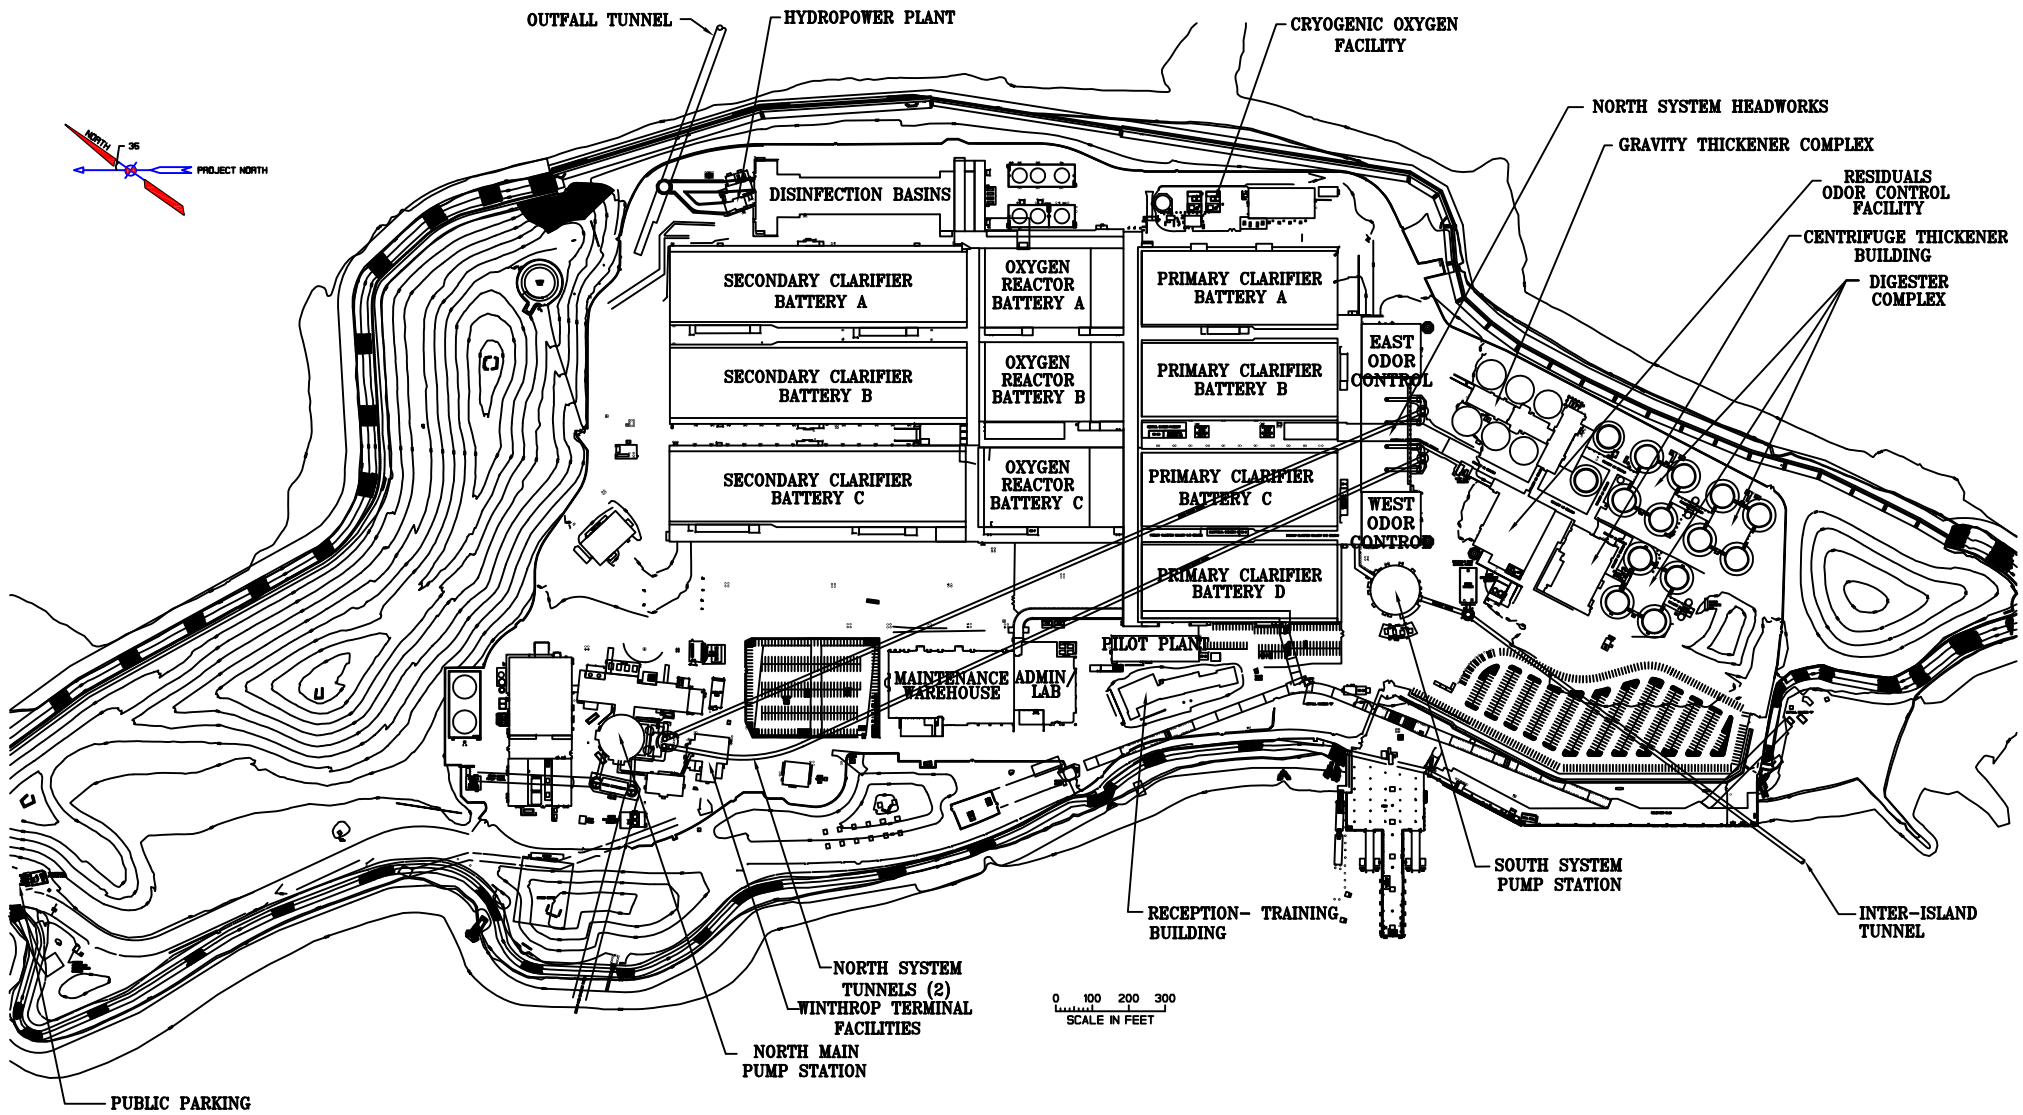 OUTFALL TUNNEL
HYDROPOWER PLANT
CRYOGENIC OXYGEN
FACILITY
NORTH SYSTEM HEADWORKS
GRAVITY THICKENER COMPLEX
RESIDUALS
ODOR CONTROL
FACILITY
CENTRIFUGE THICKENER
BUILDING
DIGESTER
COMPLEX
NORTH
36
PROJECT NORTH
DISINFECTION BASINS
SECONDARY CLARIFIER
BATTERY A
OXYGEN
REACTOR
BATTERY A
PRIMARY CLARIFIER
BATTERY A
EAST
ODOR
CONTROL
SECONDARY CLARIFIER
BATTERY B
OXYGEN
REACTOR
BATTERY B
PRIMARY CLARIFIER
BATTERY B
SECONDARY CLARIFIER
BATTERY C
OXYGEN
REACTOR
BATTERY C
PRIMARY CLARIFIER
BATTERY C
WEST
ODOR
CONTROL
PRIMARY CLARIFIER
BATTERY D
PILOT PLANT
MAINTENANCE
WAREHOUSE
ADMIN/
LAB
SOUTH SYSTEM
PUMP STATION
RECEPTION- TRAINING
BUILDING
INTER-ISLAND
TUNNEL
NORTH SYSTEM
TUNNELS (2)
WINTHROP TERMINAL
FACILITIES
0 100 200 300
SCALE IN FEET
NORTH MAIN
PUMP STATION
PUBLIC PARKING